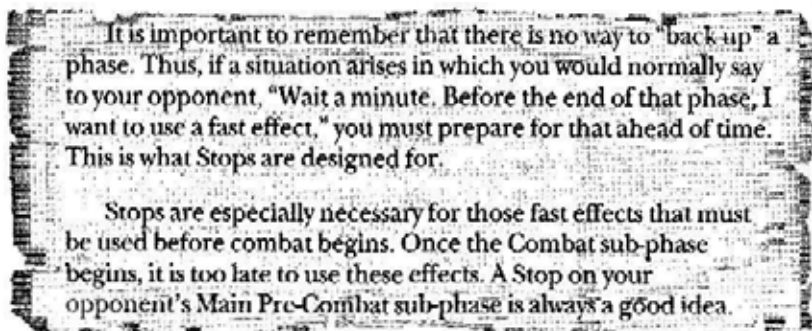 It is important to remember that there is no way to "back up" a
phase. Thus, if a situation arises in which you would normally say
to your opponent, "Wait a minute. Before the end of that phase, I
want to use a fast effect," you must prepare for that ahead of time.
This is what Stops are designed for.
Stops are especially necessary for those fast effects that must
be used before combat begins. Once the Combat sub-phase
begins, it is too late to use these effects. A Stop on your
opponent's Main Pre-Combat sub-phase is always a good idea.